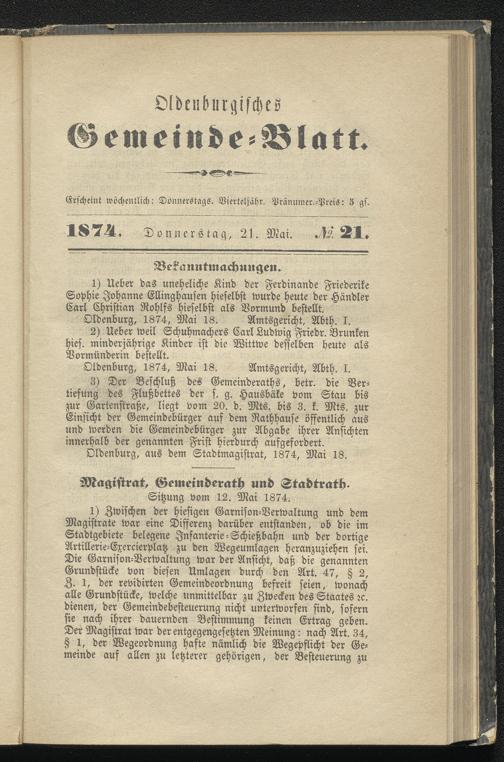 Oldenburgisches
Gemeinde-Blatt.
Erscheint wöchentlich: Donnerstags. Vierteljähr. Pränumer.-Preis: 5 gs.
1874. Donnerstag, 21. Mai. № 21.
Bekanntmachungen.
1) Ueber das uneheliche Kind der Ferdinande Friederike
Sophie Johanne Ellinghausen hieselbst wurde heute der Händler
Carl Christian Rohlfs hieselbst als Vormund bestellt.
Oldenburg, 1874, Mai 18. Amtsgericht, Abth. I.
2) Ueber weil Schuhmachers Carl Ludwig Friedr. Brunken
hies. minderjährige Kinder ist die Wittwe desselben heute als
Vormünderin bestellt.
Oldenburg, 1874, Mai 18. Amtsgericht, Abth. I.
3) Der Beschluß des Gemeinderaths, betr. die Ver-
tiefung des Flußbettes der s. g. Hausbäke vom Stau bis
zur Gartenstraße, liegt vom 20. d. Mts. bis 3. k. Mts. zur
Einsicht der Gemeindebürger auf dem Rathhause öffentlich aus
und werden die Gemeindebürger zur Abgabe ihrer Ansichten
innerhalb der genannten Frist hierdurch aufgefordert.
Oldenburg, aus dem Stadtmagistrat, 1874, Mai 18.
Magistrat, Gemeinderath und Stadtrath.
Sitzung vom 12. Mai 1874.
1) Zwischen der hiesigen Garnison-Verwaltung und dem
Magistrate war eine Differenz darüber entstanden, ob die im
Stadtgebiete belegene Infanterie-Schießbahn und der dortige
Artillerie-Exercierplatz zu den Wegeumlagen heranzuziehen sei.
Die Garnison-Verwaltung war der Ansicht, daß die genannten
Grundstücke von diesen Umlagen durch den Art. 47, § 2,
Z. 1, der revidirten Gemeindeordnung befreit seien, wonach
alle Grundstücke, welche unmittelbar zu Zwecken des Staates ꝛc.
dienen, der Gemeindebesteuerung nicht unterworfen sind, sofern
sie nach ihrer dauernden Bestimmung keinen Ertrag geben.
Der Magistrat war der entgegengesetzten Meinung: nach Art. 34,
§ 1, der Wegeordnung hafte nämlich die Wegepflicht der Ge-
meinde auf allen zu letzterer gehörigen, der Besteuerung zu